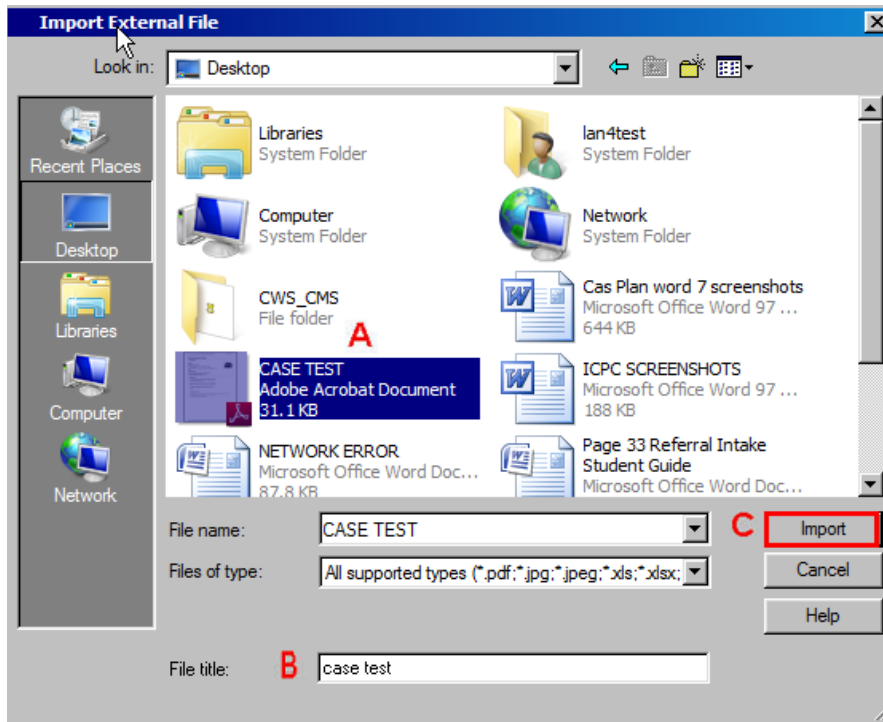 Import External File
Look in:
Desktop
Recent Places
Desktop
Libraries
Computer
Network
Libraries
System Folder
lan4test
System Folder
Computer
System Folder
Network
System Folder
CWS_CMS
File folder
A
Cas Plan word 7 screenshots
Microsoft Office Word 97 ...
644 KB
CASE TEST
Adobe Acrobat Document
31.1 KB
ICPC SCREENSHOTS
Microsoft Office Word 97 ...
188 KB
NETWORK ERROR
Microsoft Office Word Doc...
87.8 KB
Page 33 Referral Intake
Student Guide
Microsoft Office Word Doc...
File name:
CASE TEST
C
Import
Files of type:
All supported types (*.pdf;*.jpg;*.jpeg;*.xls;*.xlsx;
Cancel
Help
File title:
B
case test